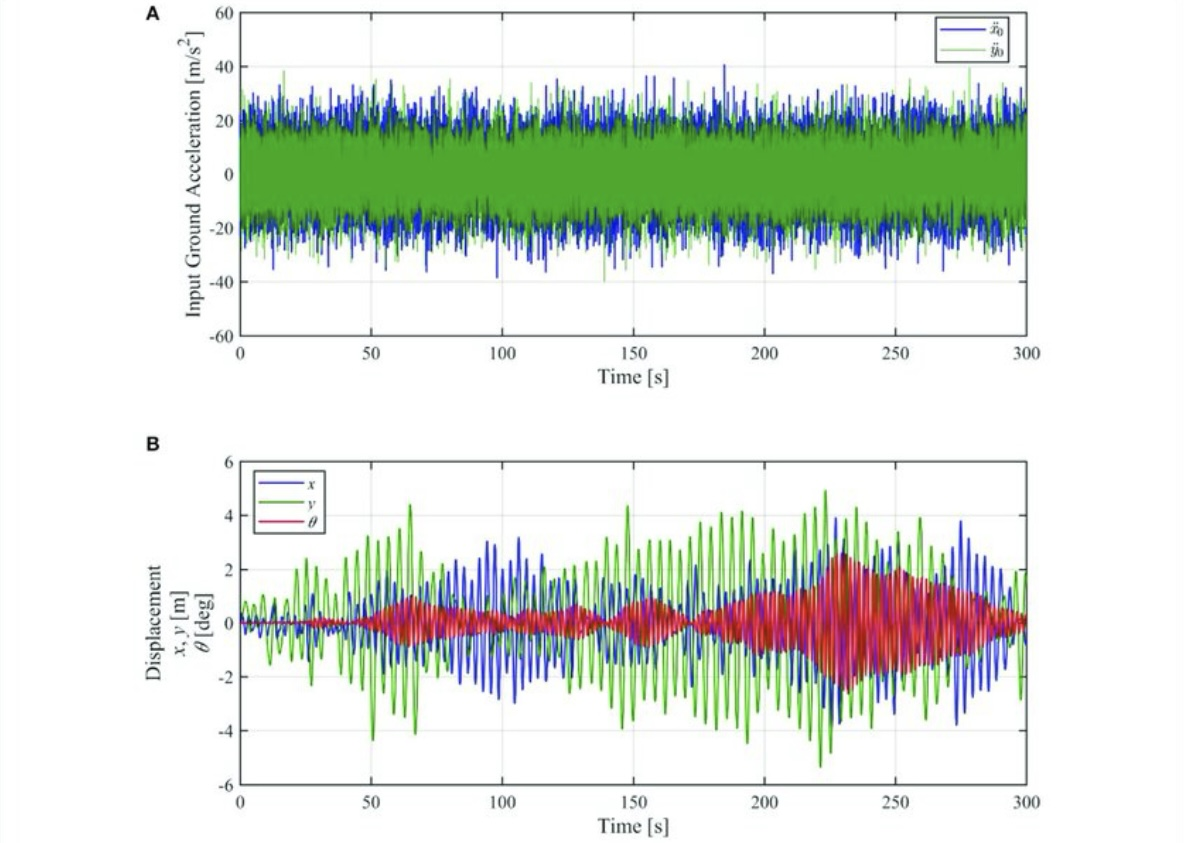 A
Input Ground Acceleration [m/s²]
60
40
20
0
-20
-40
-60
ẍ₀
ÿ₀
0 50 100 150 200 250 300
Time [s]
B
Displacement
x, y [m]
θ [deg]
6
4
2
0
-2
-4
-6
x
y
θ
0 50 100 150 200 250 300
Time [s]